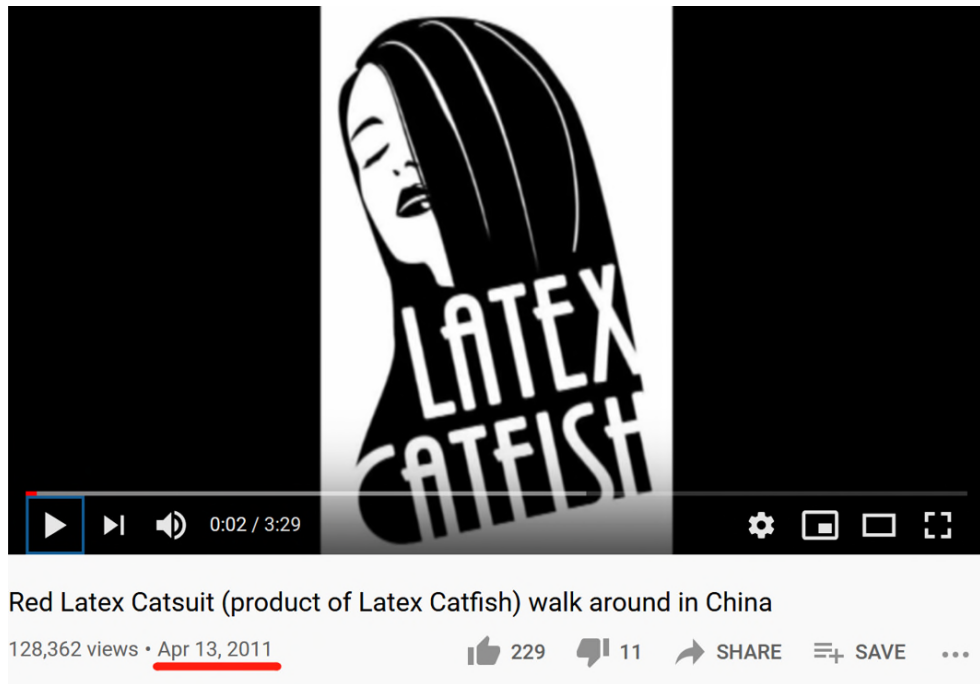 LATEX
CATFISH
0:02 / 3:29
Red Latex Catsuit (product of Latex Catfish) walk around in China
128,362 views • Apr 13, 2011 229 11 SHARE SAVE